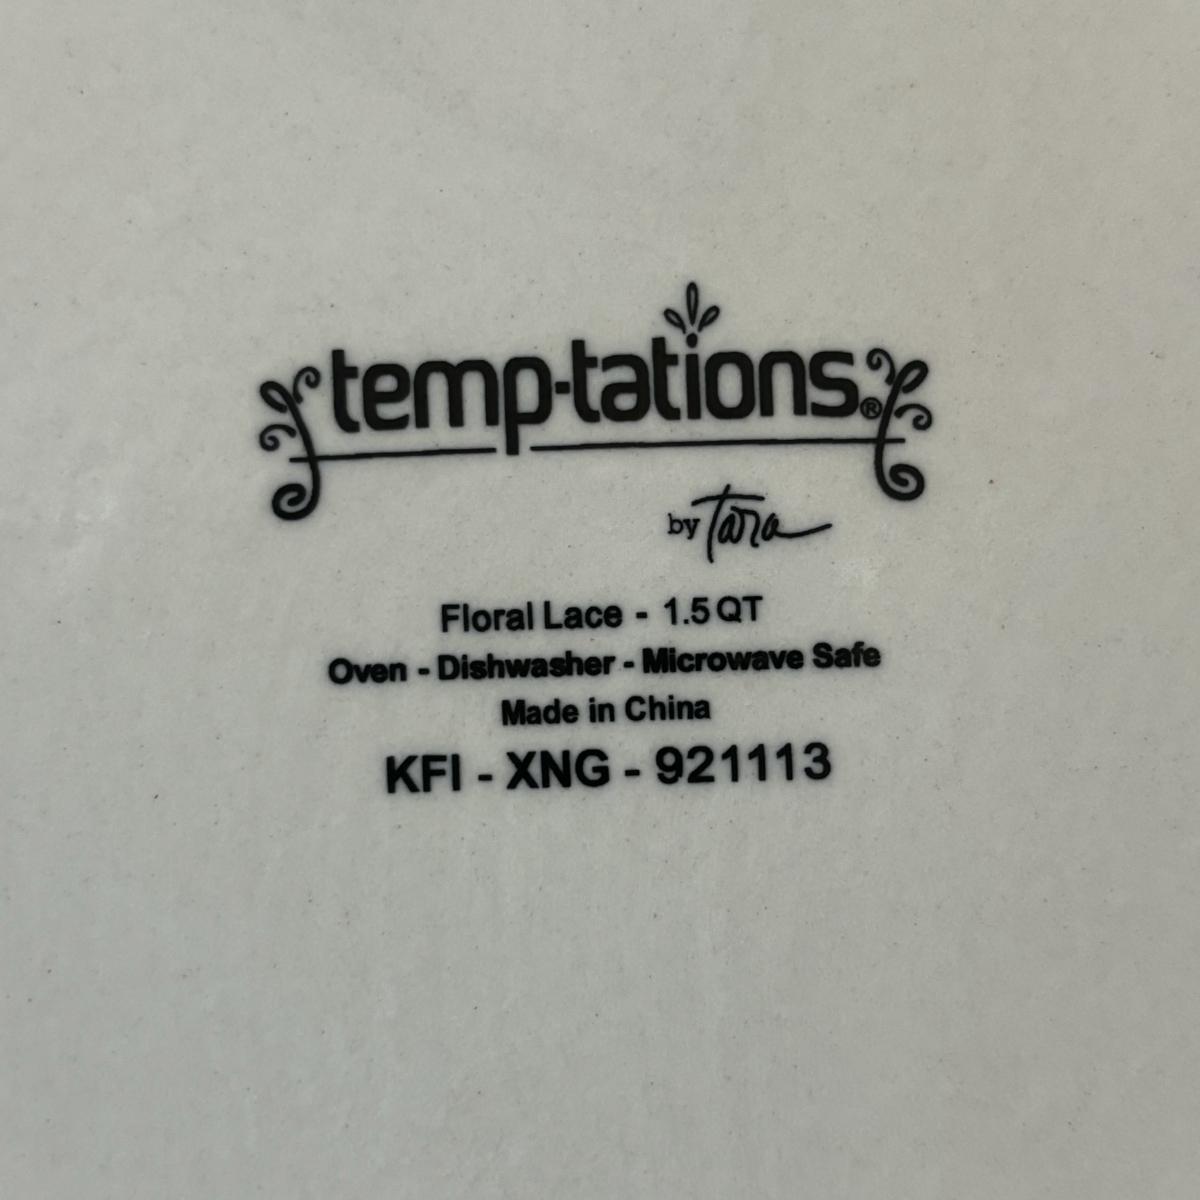 temp-tations®
by Tara
Floral Lace - 1.5 QT
Oven - Dishwasher - Microwave Safe
Made in China
KFI - XNG - 921113